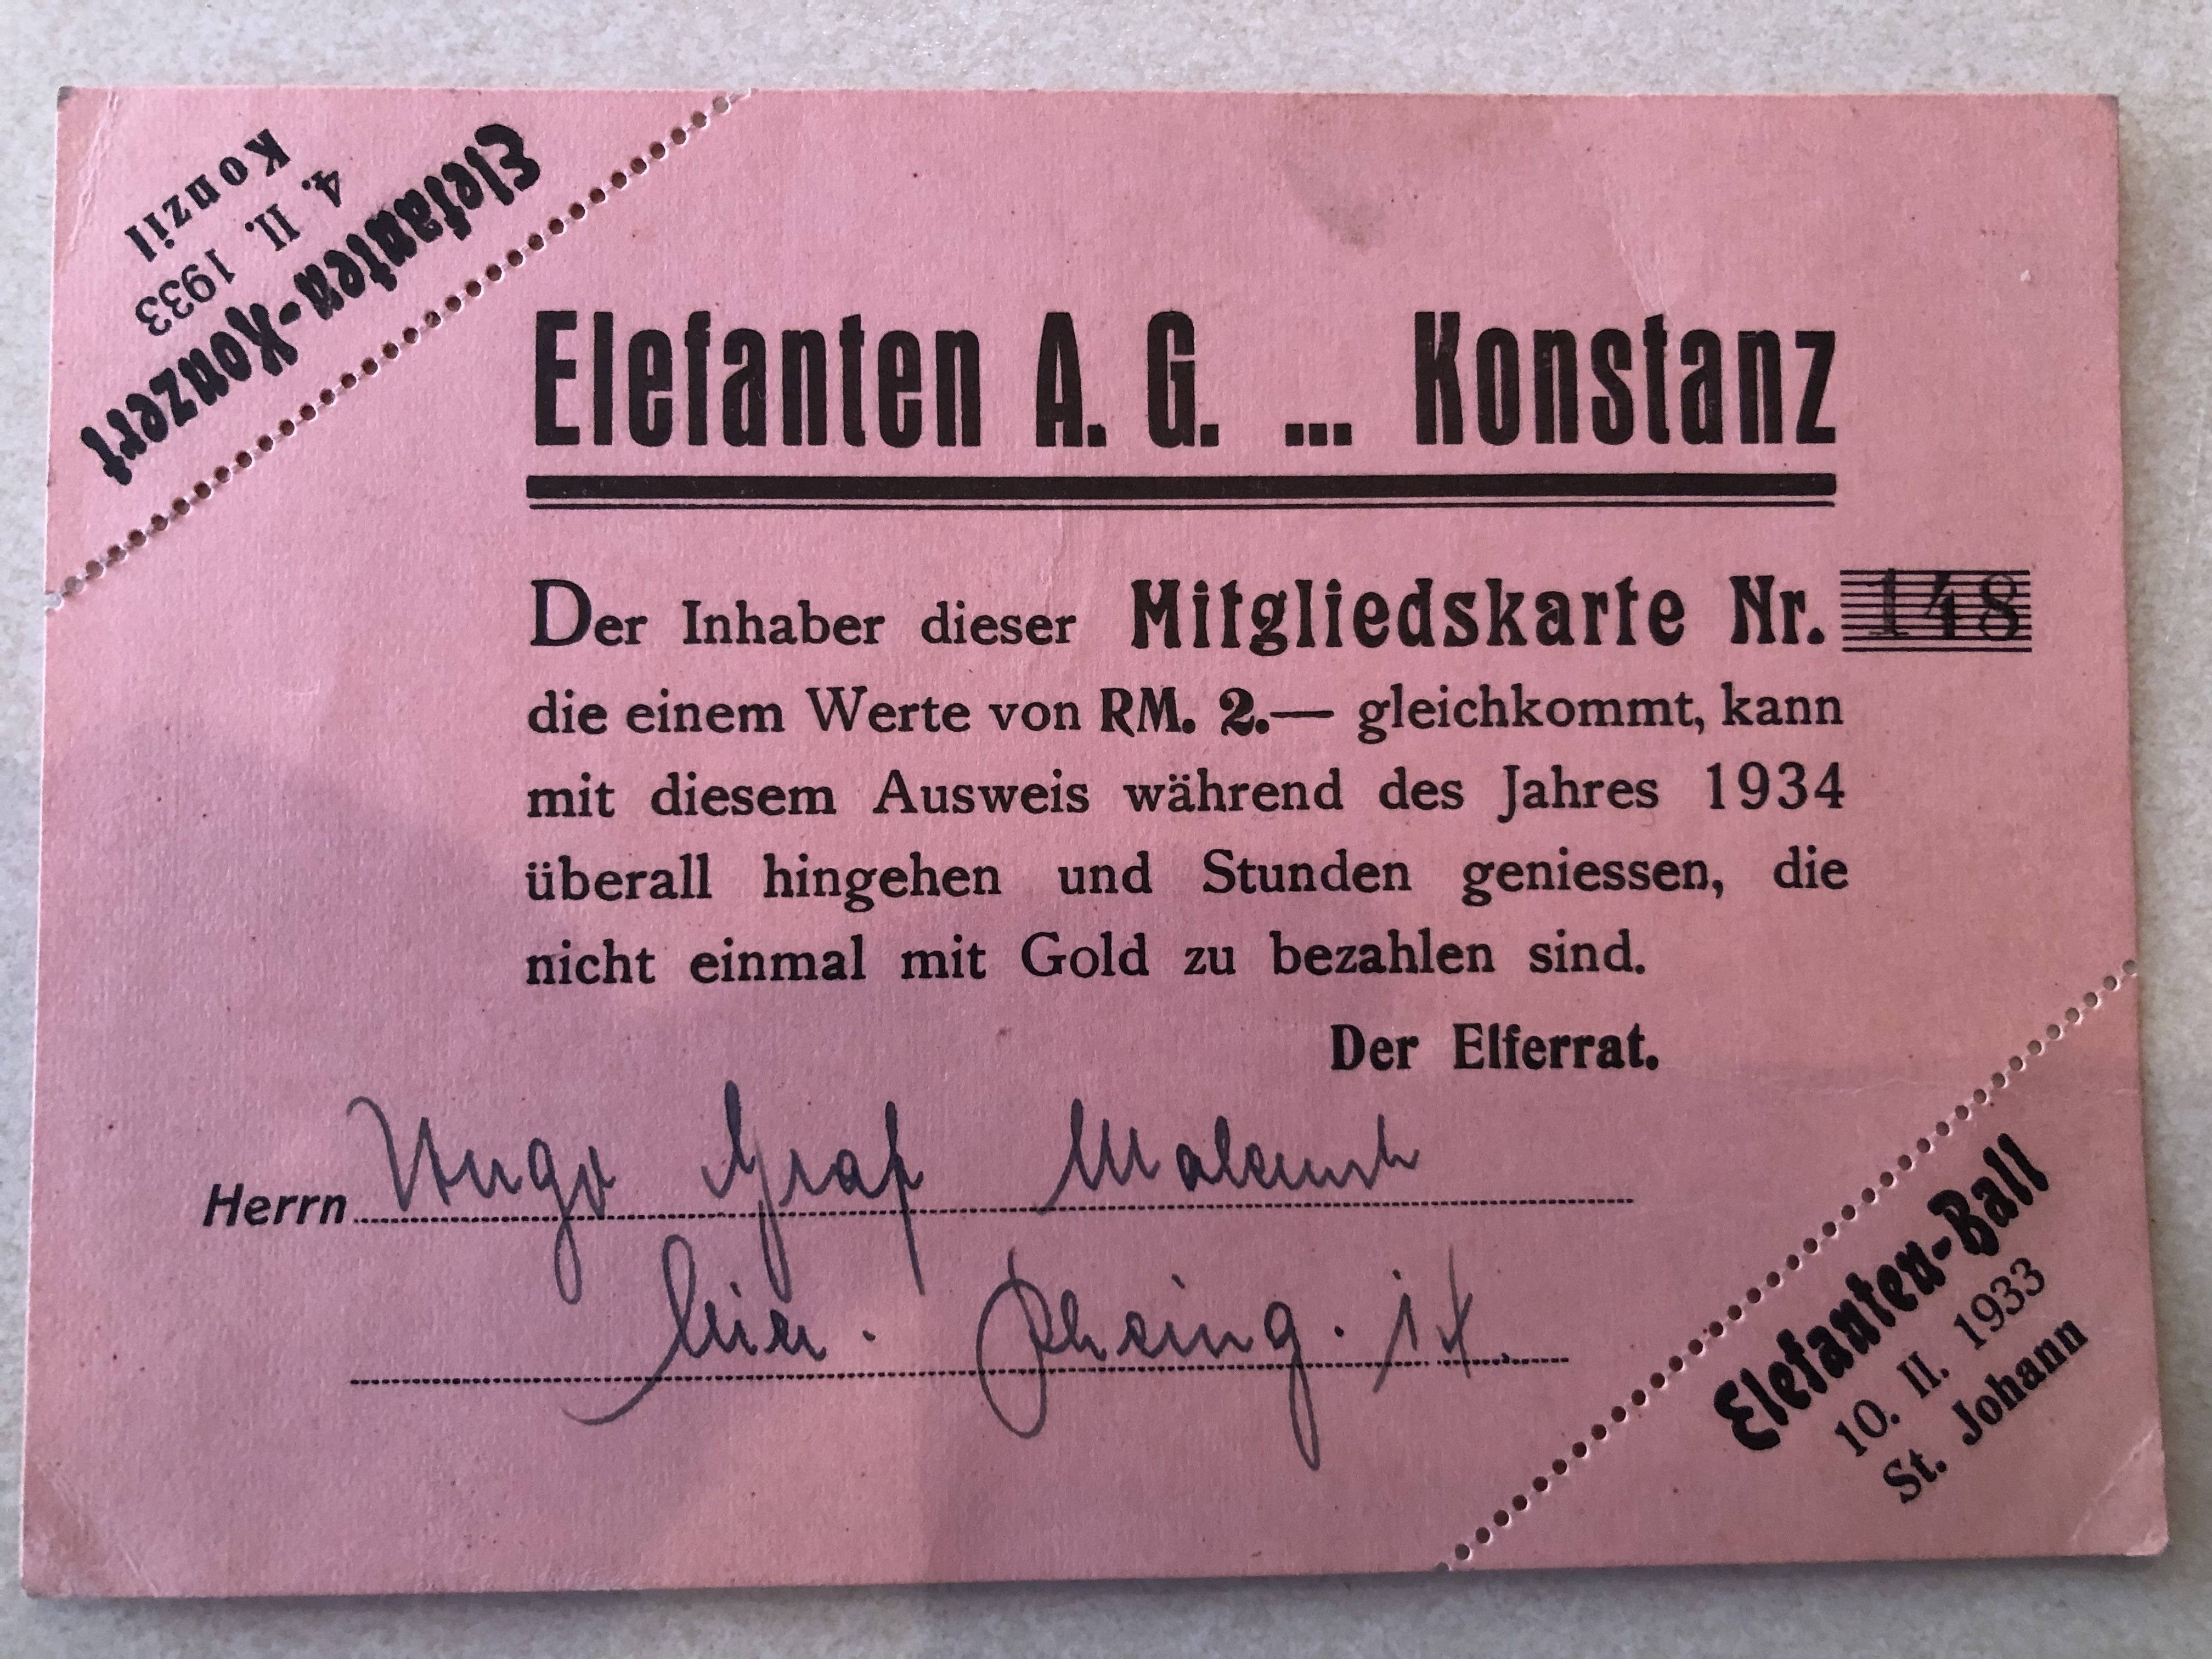 Elefanten-Konzert
4. II. 1933
Konzil
Elefanten A. G. ... Konstanz
Der Inhaber dieser Mitgliedskarte Nr. 148
die einem Werte von RM. 2.— gleichkommt, kann
mit diesem Ausweis während des Jahres 1934
überall hingehen und Stunden geniessen, die
nicht einmal mit Gold zu bezahlen sind.
Der Elferrat.
Herrn Hugo Graf
hier. Rheing.
Elefanten-Ball
10. II. 1933
St. Johann